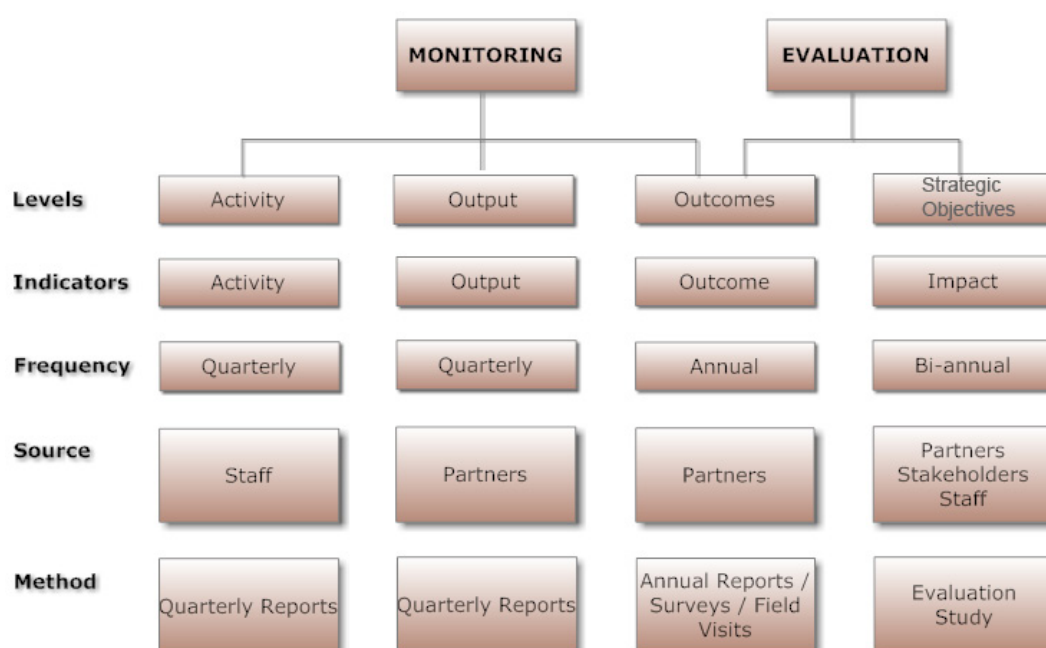 MONITORING
EVALUATION
Levels
Activity
Output
Outcomes
Strategic
Objectives
Indicators
Activity
Output
Outcome
Impact
Frequency
Quarterly
Quarterly
Annual
Bi-annual
Source
Staff
Partners
Partners
Partners
Stakeholders
Staff
Method
Quarterly Reports
Quarterly Reports
Annual Reports /
Surveys / Field
Visits
Evaluation
Study